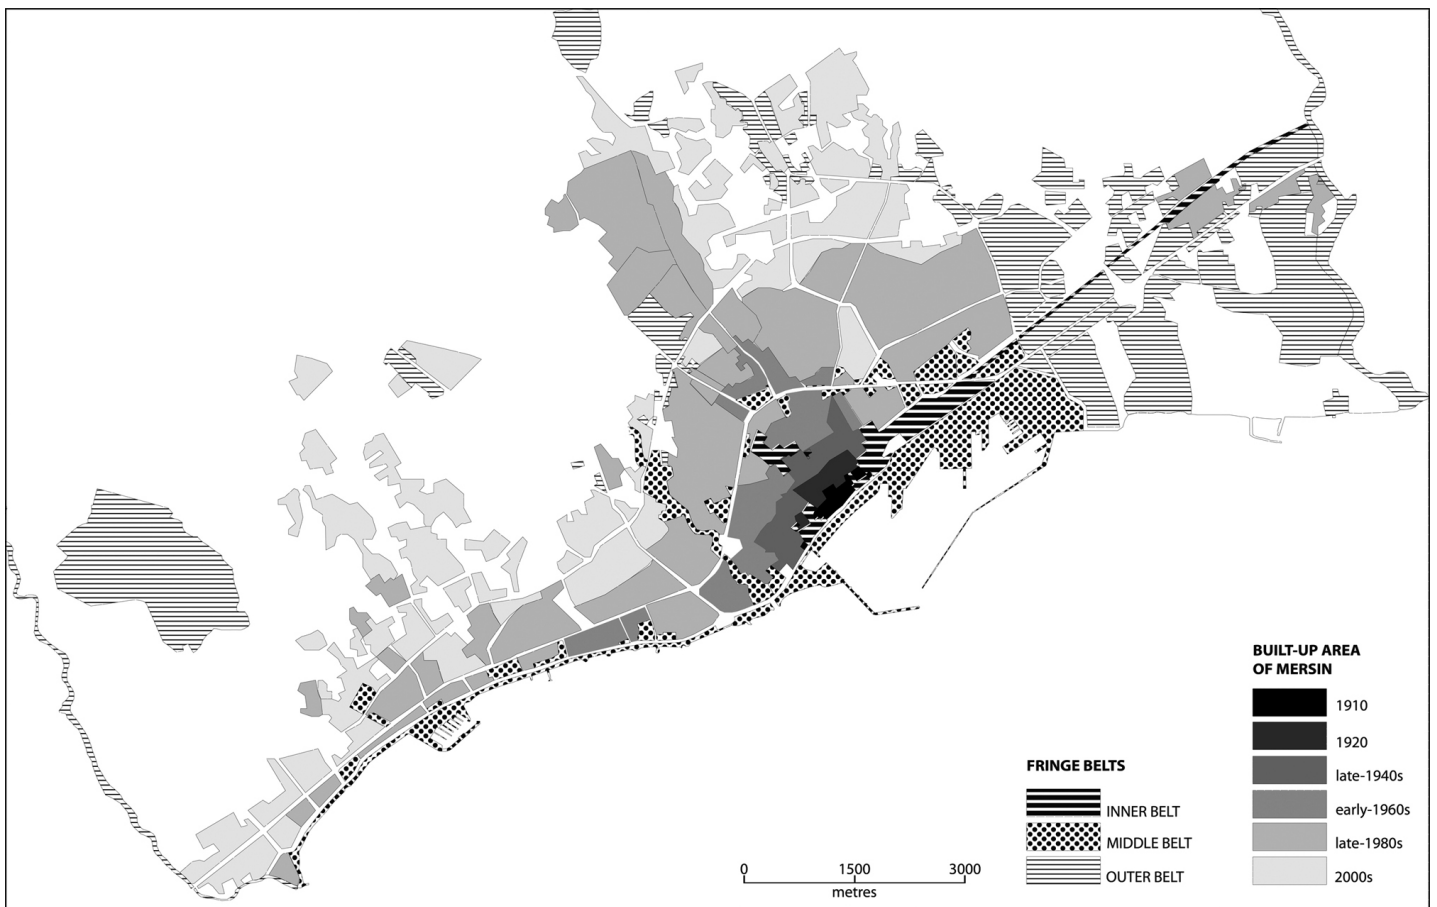 BUILT-UP AREA
OF MERSIN
1910
1920
late-1940s
early-1960s
late-1980s
2000s
FRINGE BELTS
INNER BELT
MIDDLE BELT
OUTER BELT
0 1500 3000
metres